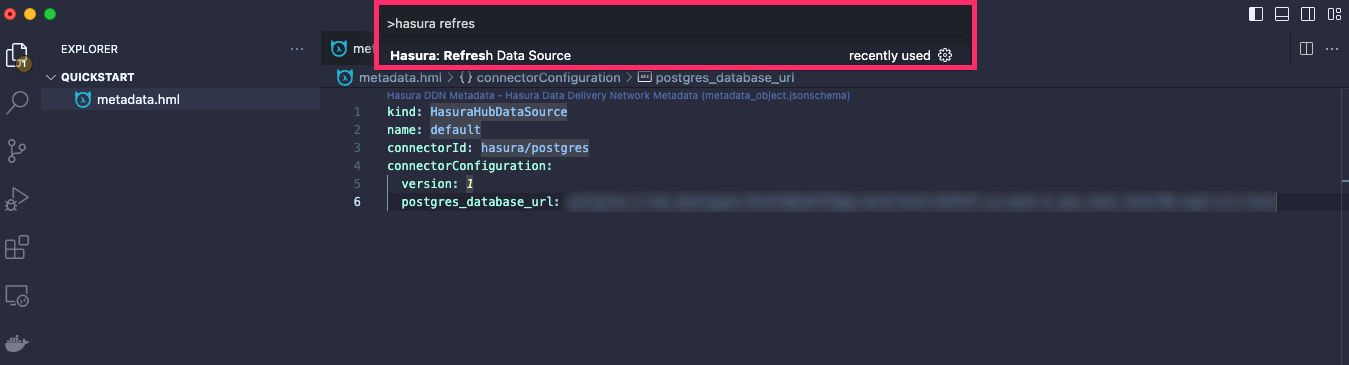 >hasura refres
Hasura: Refresh Data Source recently used
EXPLORER ···
me
QUICKSTART
metadata.hml
metadata.hml > {} connectorConfiguration > abc postgres_database_url
Hasura DDN Metadata - Hasura Data Delivery Network Metadata (metadata_object.jsonschema)
1 kind: HasuraHubDataSource
2 name: default
3 connectorId: hasura/postgres
4 connectorConfiguration:
5 version: 1
6 postgres_database_url: